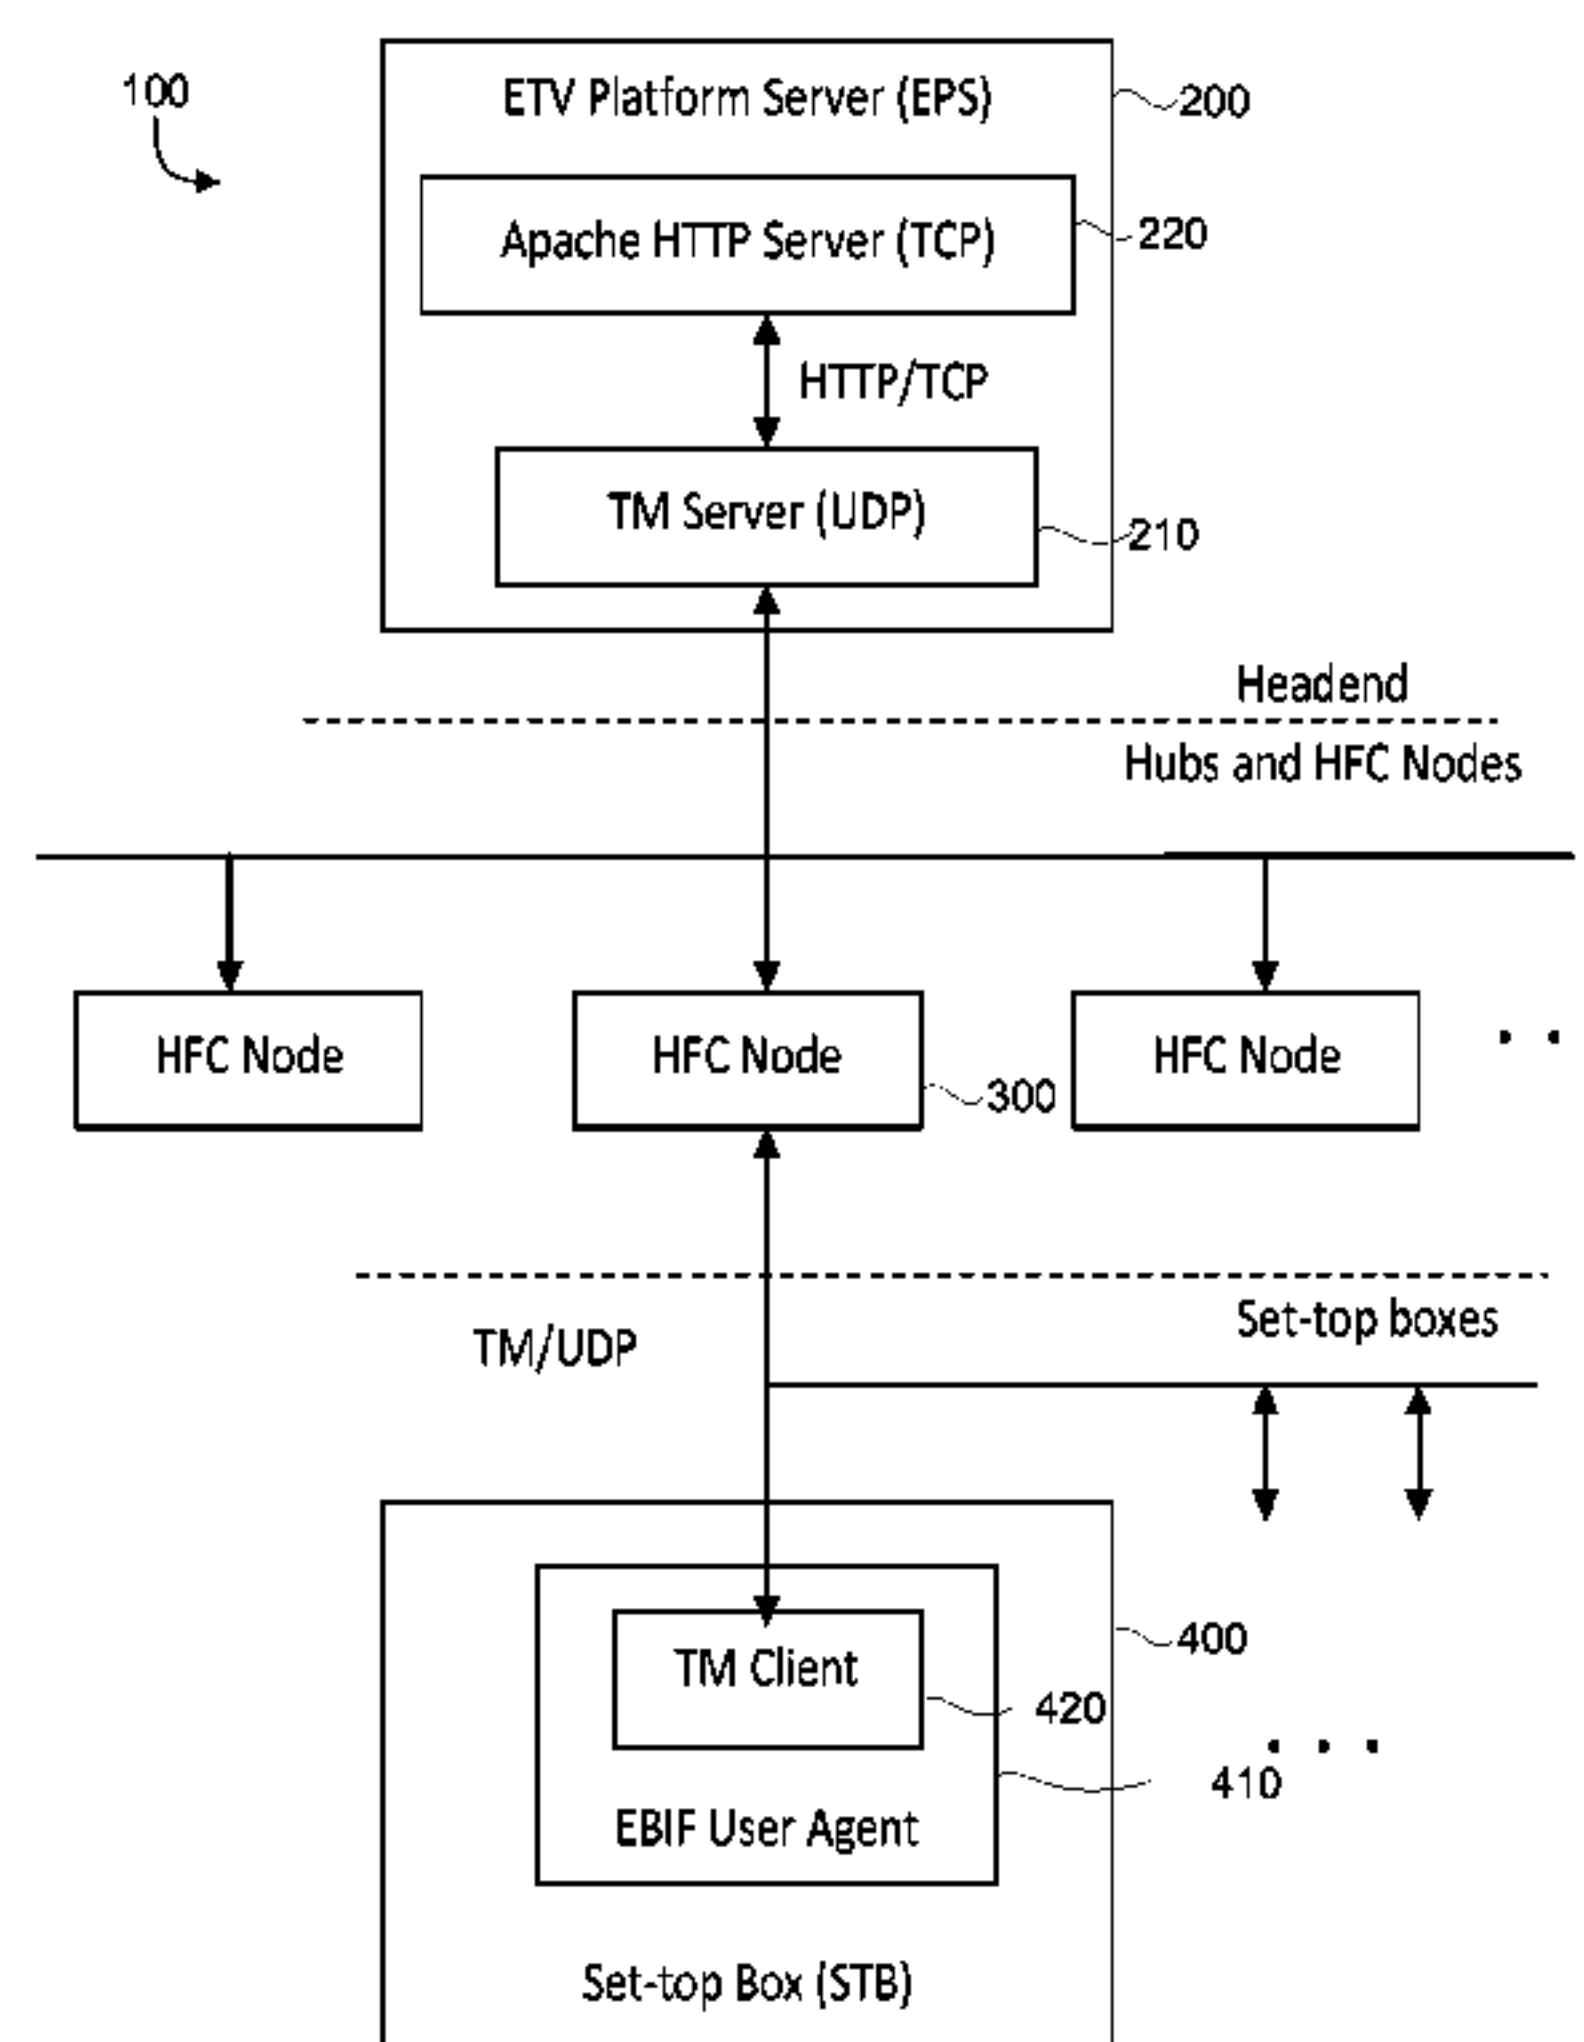 100
ETV Platform Server (EPS)
200
Apache HTTP Server (TCP)
220
HTTP/TCP
TM Server (UDP)
210
Headend
Hubs and HFC Nodes
HFC Node
HFC Node
HFC Node
300
Set-top boxes
TM/UDP
TM Client
400
420
410
EBIF User Agent
Set-top Box (STB)